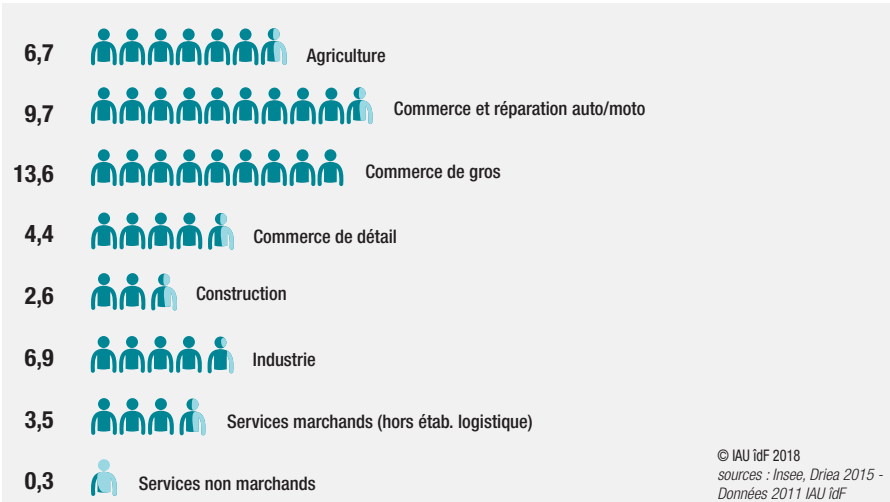 6,7 Agriculture
9,7 Commerce et réparation auto/moto
13,6 Commerce de gros
4,4 Commerce de détail
2,6 Construction
6,9 Industrie
3,5 Services marchands (hors étab. logistique)
0,3 Services non marchands
© IAU îdF 2018
sources : Insee, Driea 2015 -
Données 2011 IAU îdF